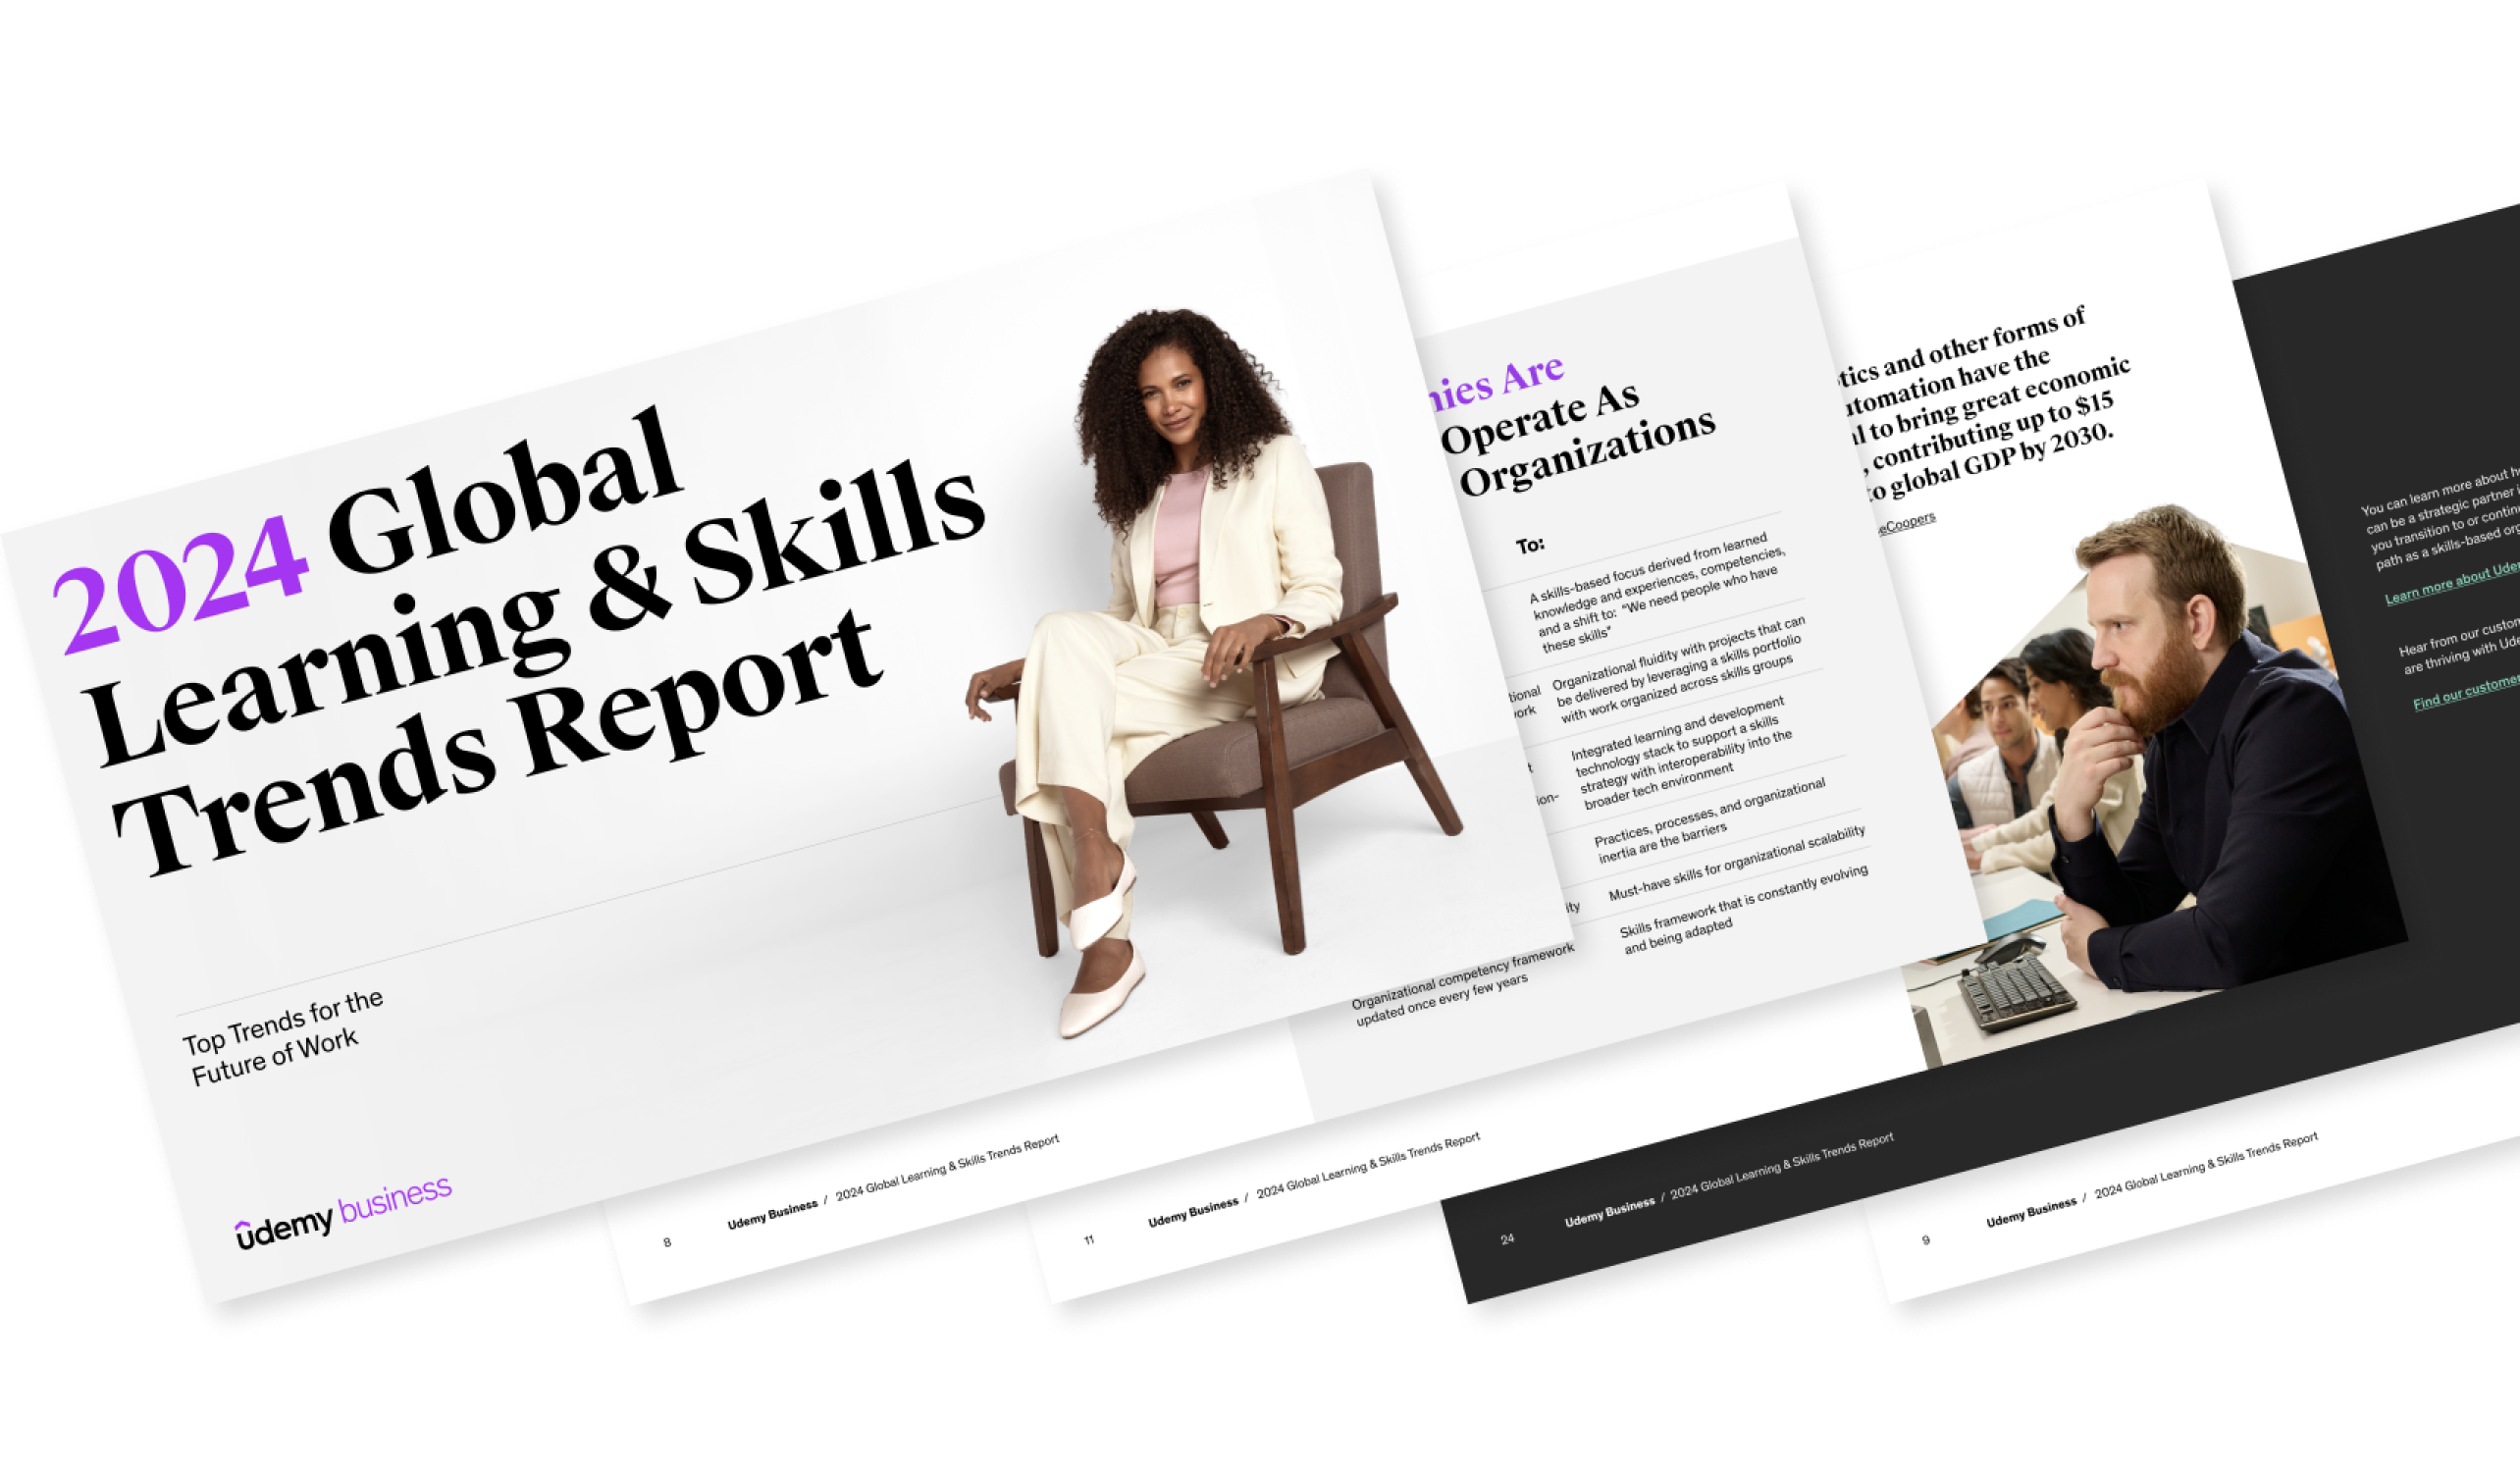 2024 Global
Learning & Skills
Trends Report
Top Trends for the
Future of Work
ûdemy business
Are
Operate As
Organizations
To:
A skills-based focus derived from learned
knowledge and experiences, competencies,
and a shift to: “We need people who have
these skills”
Organizational fluidity with projects that can
be delivered by leveraging a skills portfolio
with work organized across skills groups
Integrated learning and development
technology stack to support a skills
strategy with interoperability into the
broader tech environment
Practices, processes, and organizational
inertia are the barriers
Must-have skills for organizational scalability
Skills framework that is constantly evolving
and being adapted
Organizational competency framework
updated once every few years
8
Udemy Business / 2024 Global Learning & Skills Trends Report
and other forms of
have the
to bring great economic
, contributing up to $15
to global GDP by 2030.
11
Udemy Business / 2024 Global Learning & Skills Trends Report
You can learn more about
can be a strategic partner
you transition to or
path as a skills-based
Learn more about
Hear from our
are thriving with
Find our
24
Udemy Business / 2024 Global Learning & Skills Trends Report
9
Udemy Business / 2024 Global Learning & Skills Trends Report